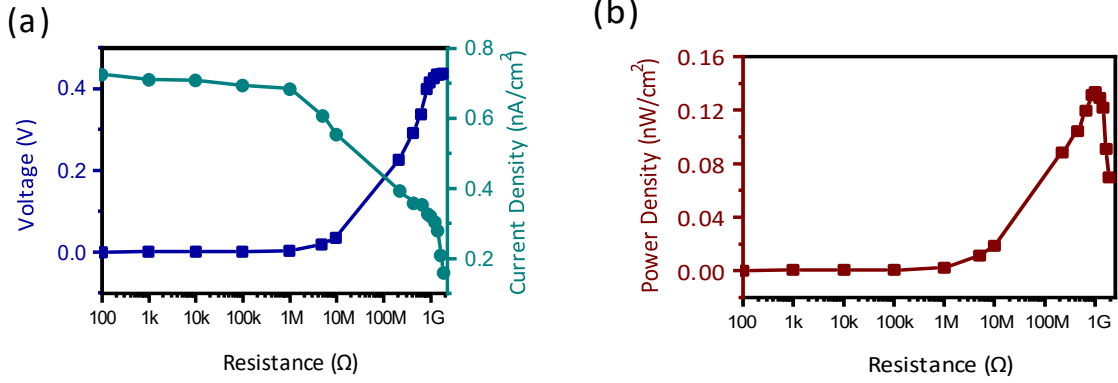 (a)
Voltage (V)
0.4
0.2
0.0
0.8
0.6
0.4
0.2
Current Density (nA/cm²)
100 1k 10k 100k 1M 10M 100M 1G
Resistance (Ω)
(b)
Power Density (nW/cm²)
0.16
0.12
0.08
0.04
0.00
100 1k 10k 100k 1M 10M 100M 1G
Resistance (Ω)